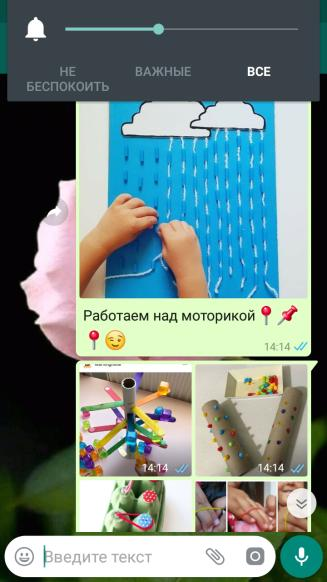 НЕ БЕСПОКОИТЬ
ВАЖНЫЕ
ВСЕ
Работаем над моторикой📍📌
📍😉
14:14
14:14
14:14
Введите текст